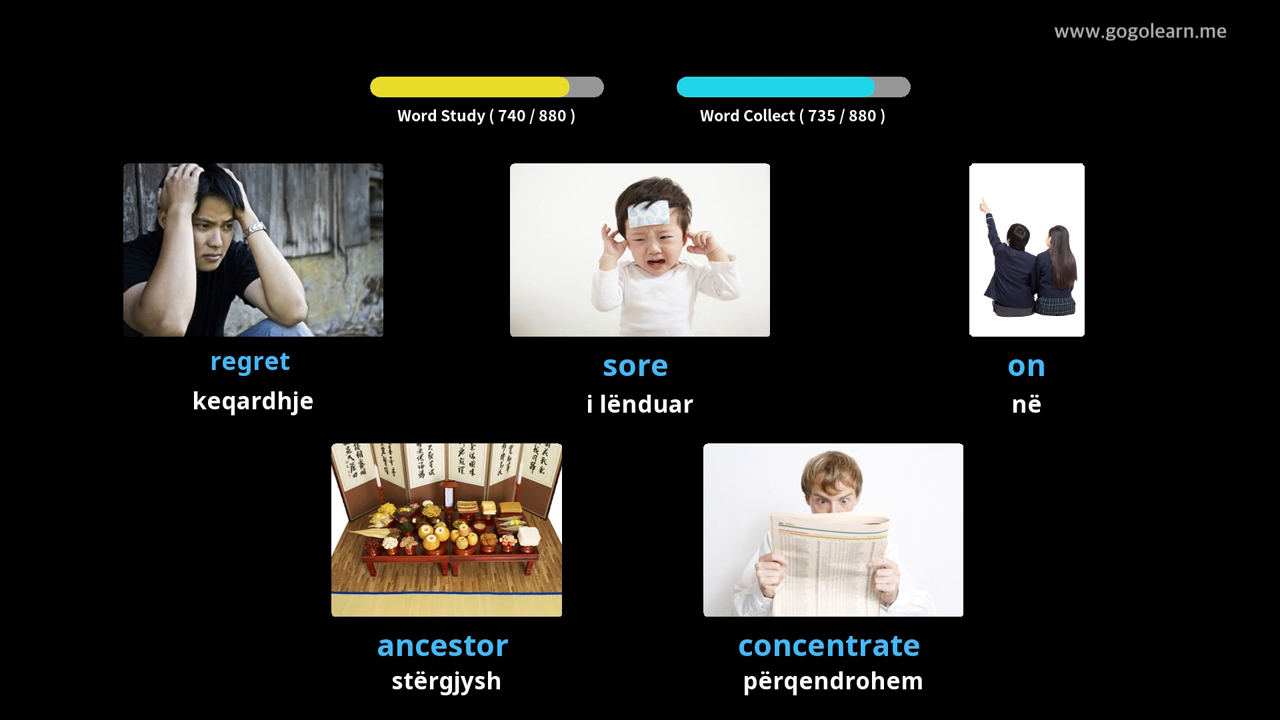 www.gogolearn.me
Word Study ( 740 / 880 )
Word Collect ( 735 / 880 )
regret
keqardhje
sore
i lënduar
on
në
ancestor
stërgjysh
concentrate
përqendrohem